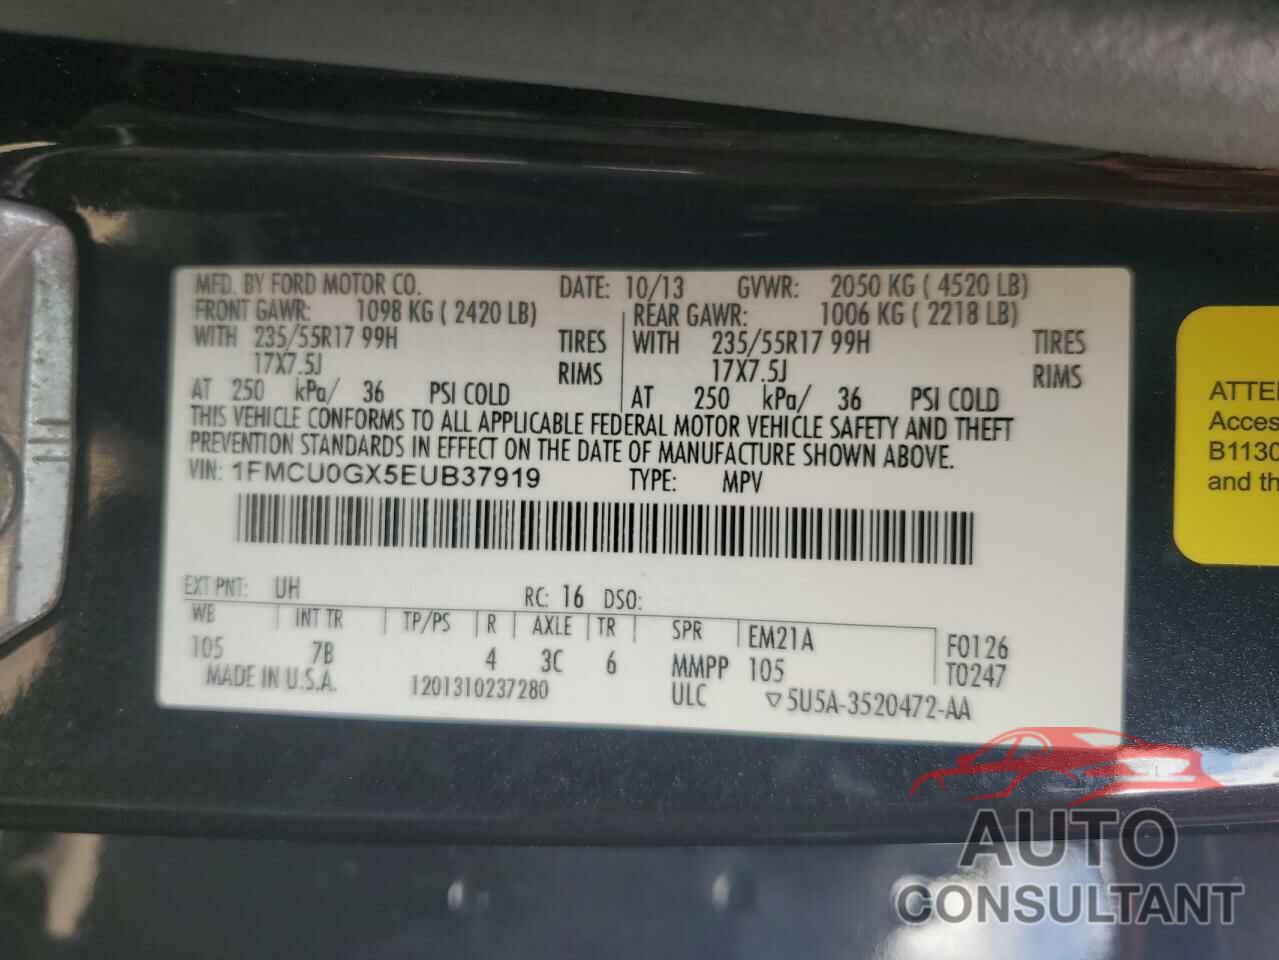 MFD. BY FORD MOTOR CO. DATE: 10/13 GVWR: 2050 KG ( 4520 LB)
FRONT GAWR: 1098 KG ( 2420 LB) REAR GAWR: 1006 KG ( 2218 LB)
WITH 235/55R17 99H TIRES WITH 235/55R17 99H TIRES
17X7.5J RIMS 17X7.5J RIMS
AT 250 kPa/ 36 PSI COLD AT 250 kPa/ 36 PSI COLD
THIS VEHICLE CONFORMS TO ALL APPLICABLE FEDERAL MOTOR VEHICLE SAFETY AND THEFT
PREVENTION STANDARDS IN EFFECT ON THE DATE OF MANUFACTURE SHOWN ABOVE.
VIN: 1FMCU0GX5EUB37919 TYPE: MPV
EXT PNT: UH RC: 16 DSO:
WB INT TR TP/PS R AXLE TR SPR EM21A F0126
105 7B 4 3C 6 MMPP 105 T0247
MADE IN U.S.A. 1201310237280 ULC ▽5U5A-3520472-AA
ATTE
Acces
B1130
and th
AUTO
CONSULTANT